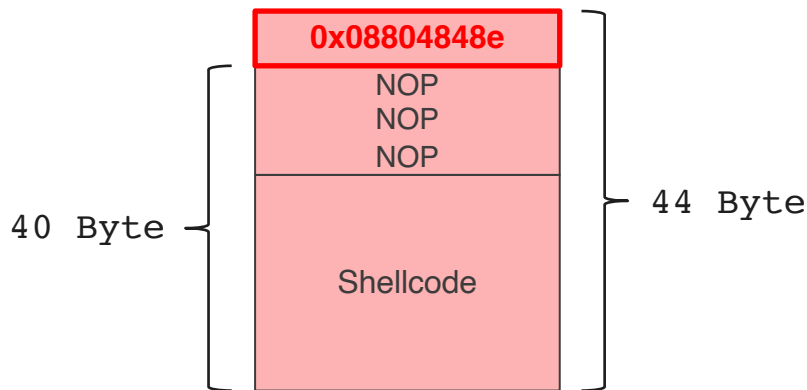 0x08804848e
NOP
NOP
NOP
40 Byte
44 Byte
Shellcode